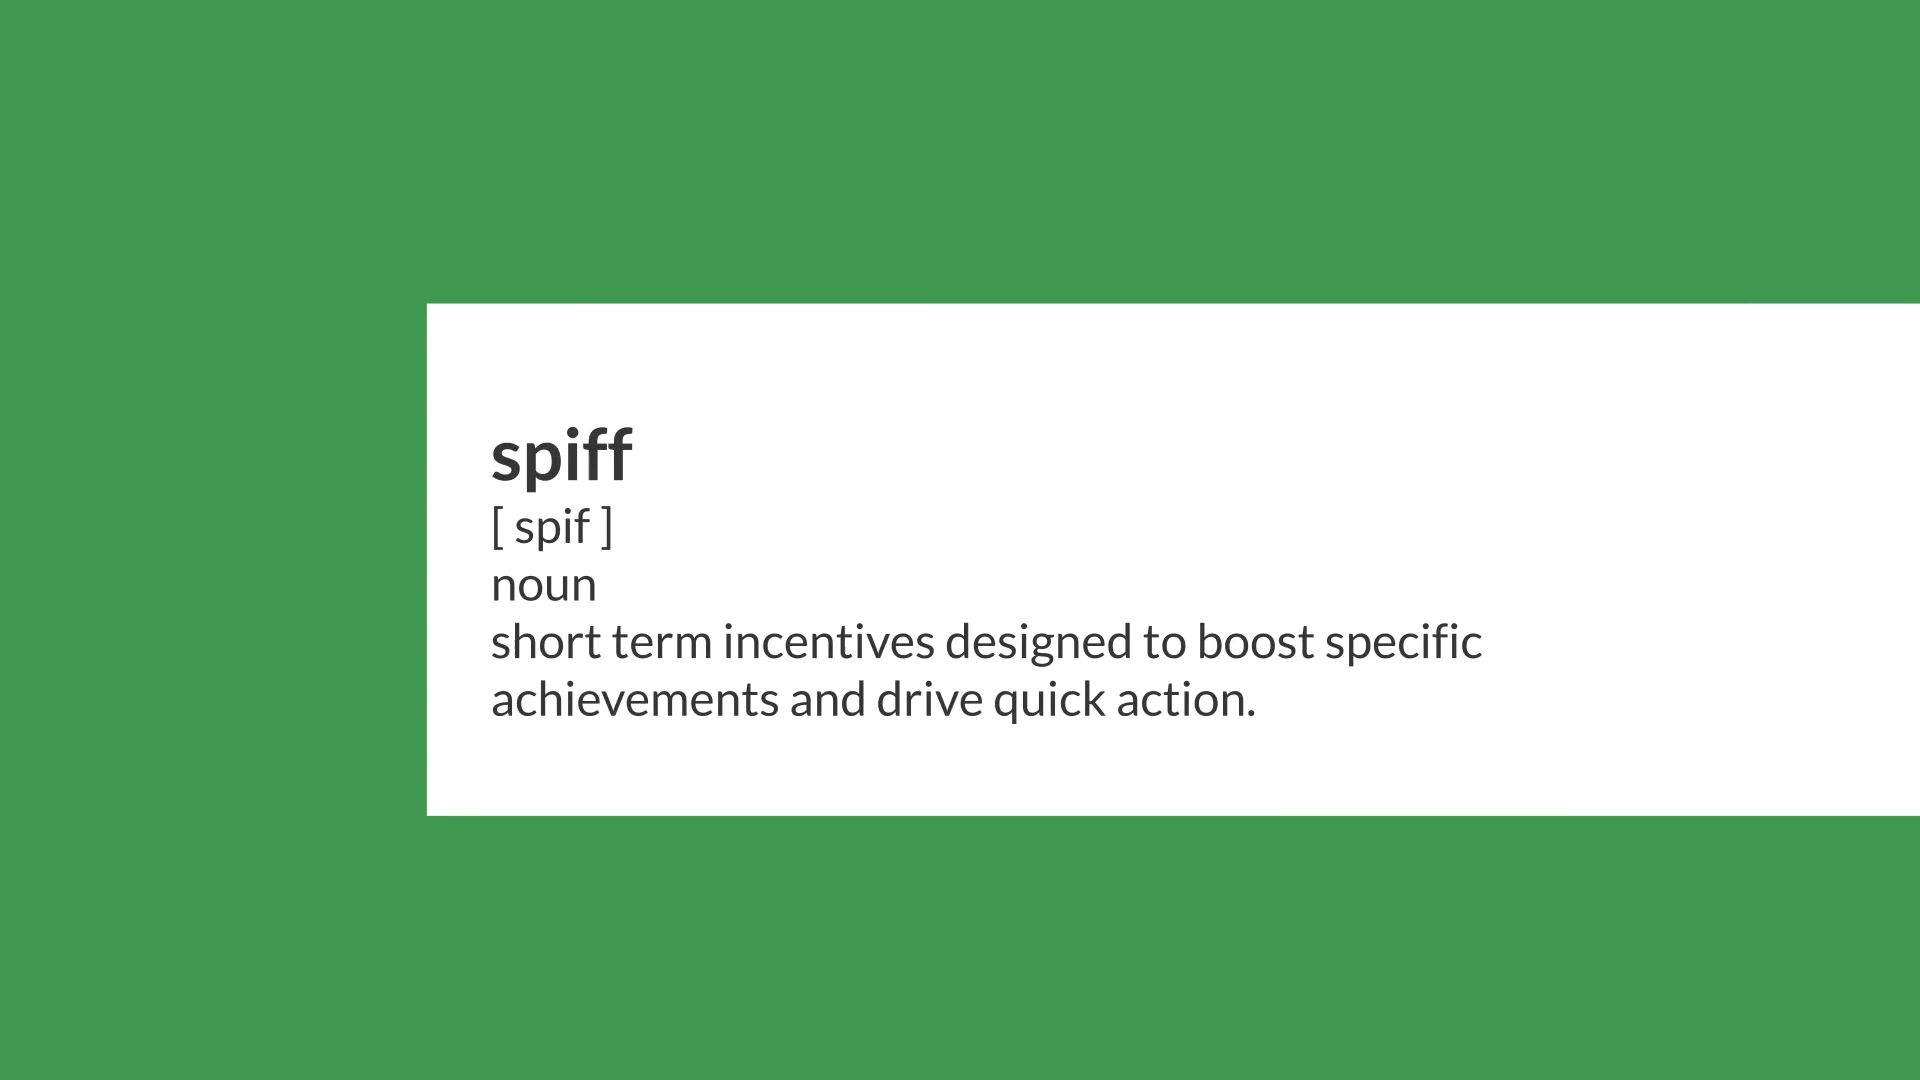 spiff
[ spif ]
noun
short term incentives designed to boost specific
achievements and drive quick action.